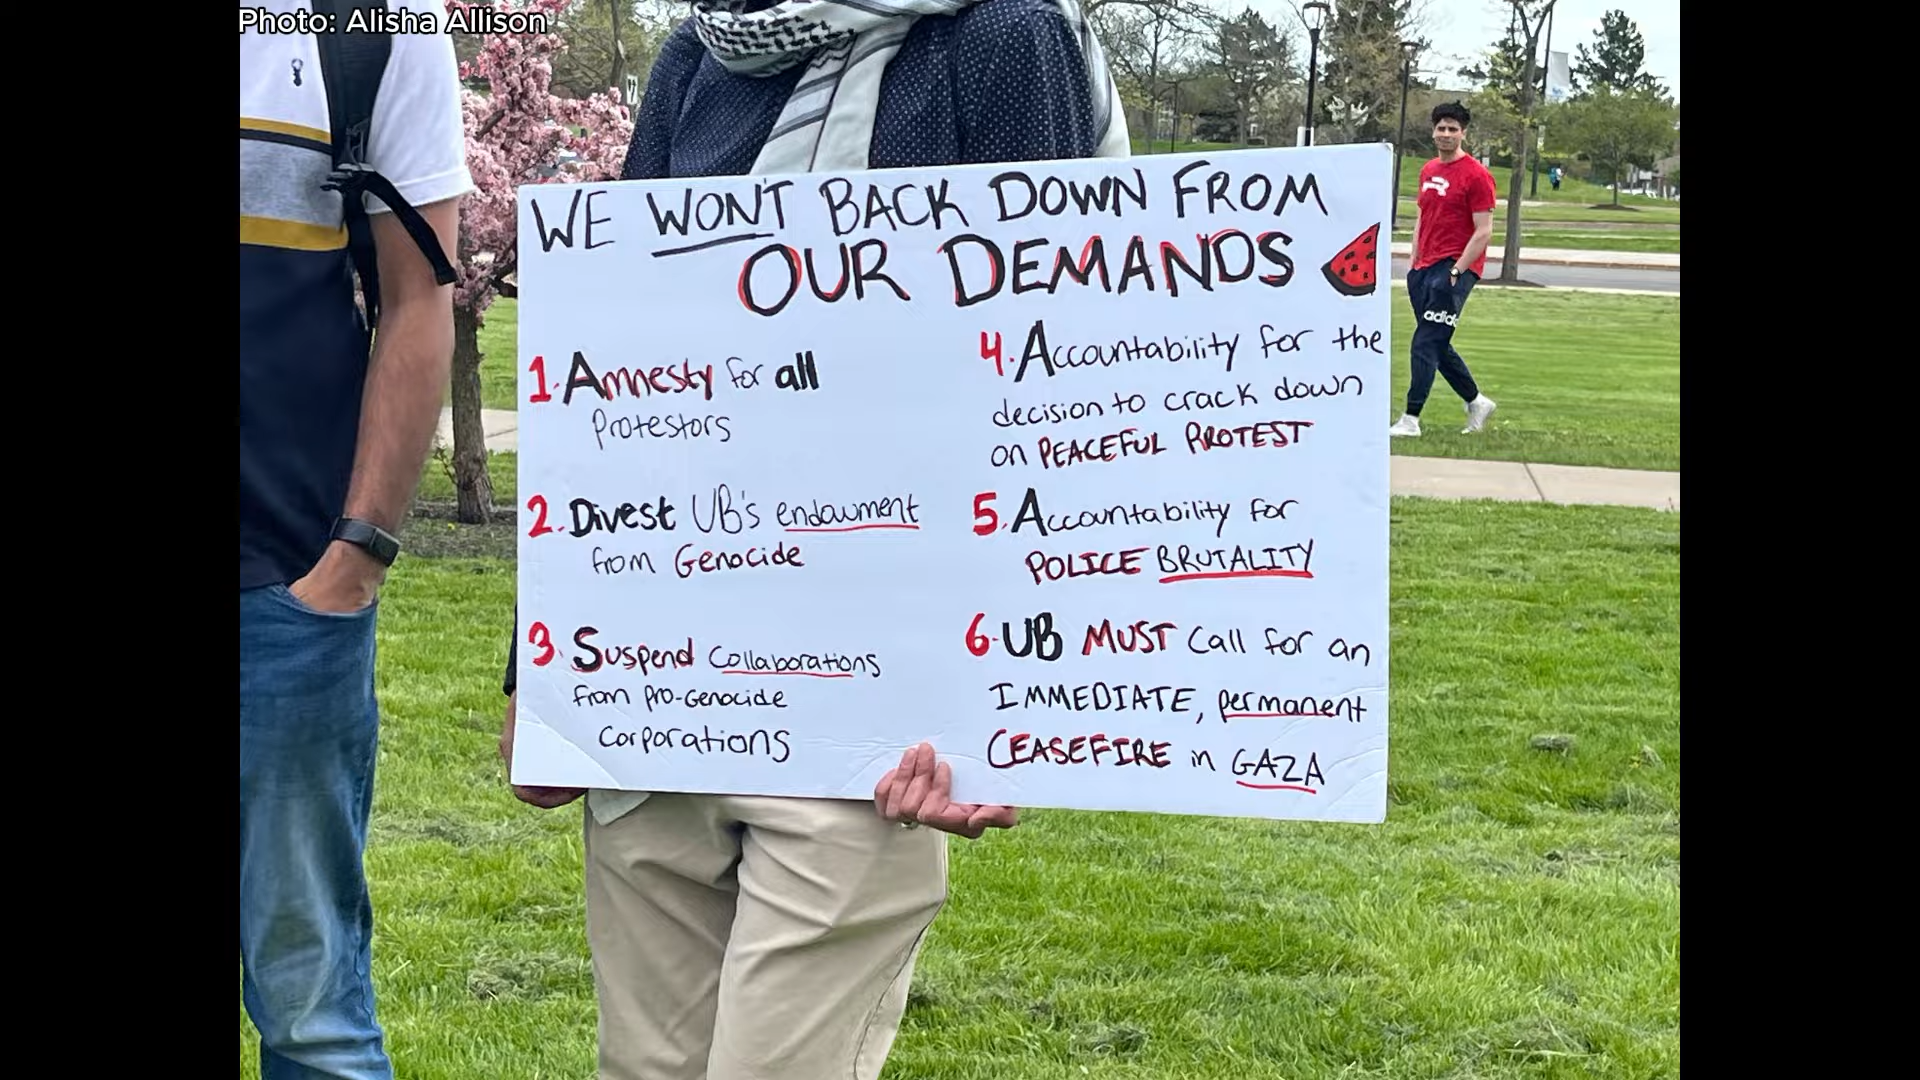 Photo: Alisha Allison
WE WON'T BACK DOWN FROM
OUR DEMANDS
1. Amnesty for all
Protestors
2. Divest UB's endowment
from Genocide
3. Suspend Collaborations
from pro-Genocide
Corporations
4. Accountability for the
decision to crack down
on PEACEFUL PROTEST
5. Accountability for
POLICE BRUTALITY
6. UB MUST Call for an
IMMEDIATE, permanent
CEASEFIRE in GAZA
adidas